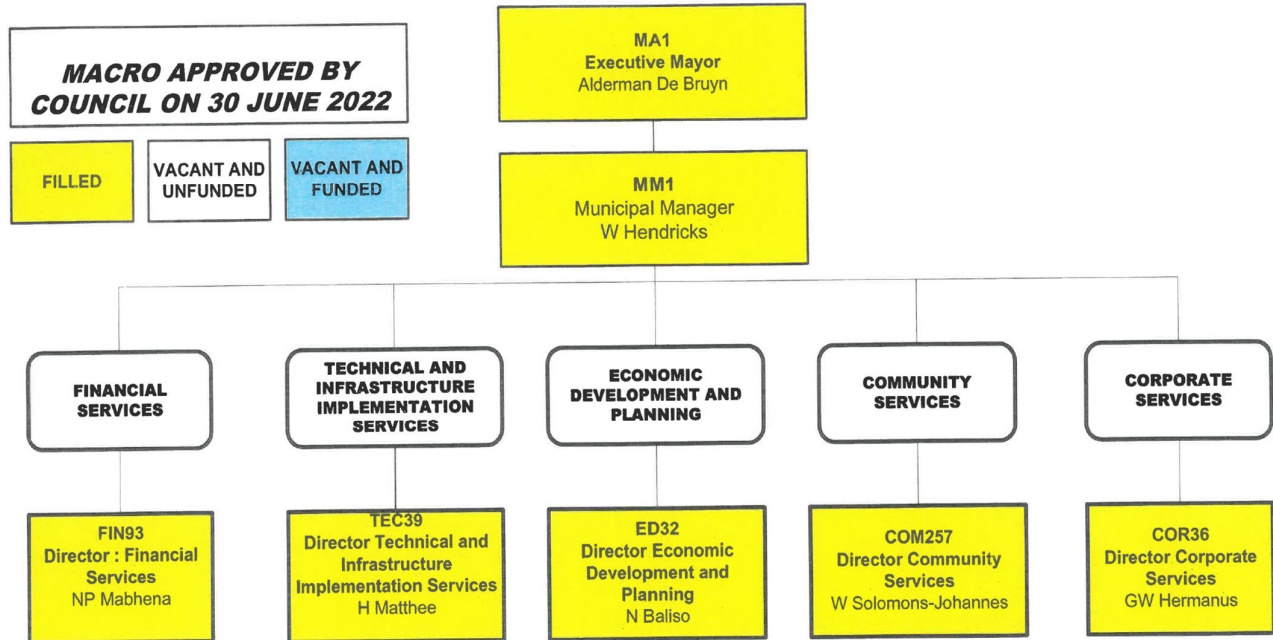 MACRO APPROVED BY
COUNCIL ON 30 JUNE 2022
FILLED
VACANT AND
UNFUNDED
VACANT AND
FUNDED
MA1
Executive Mayor
Alderman De Bruyn
MM1
Municipal Manager
W Hendricks
FINANCIAL
SERVICES
TECHNICAL AND
INFRASTRUCTURE
IMPLEMENTATION
SERVICES
ECONOMIC
DEVELOPMENT AND
PLANNING
COMMUNITY
SERVICES
CORPORATE
SERVICES
FIN93
Director : Financial
Services
NP Mabhena
TEC39
Director Technical and
Infrastructure
Implementation Services
H Matthee
ED32
Director Economic
Development and
Planning
N Baliso
COM257
Director Community
Services
W Solomons-Johannes
COR36
Director Corporate
Services
GW Hermanus